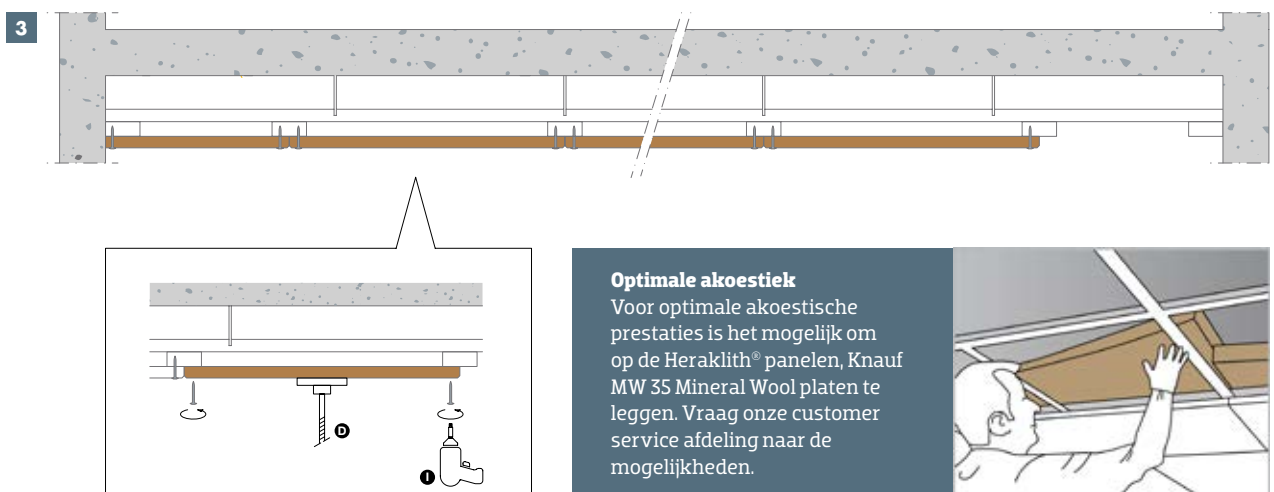 3
D
I
Optimale akoestiek
Voor optimale akoestische
prestaties is het mogelijk om
op de Heraklith® panelen, Knauf
MW 35 Mineral Wool platen te
leggen. Vraag onze customer
service afdeling naar de
mogelijkheden.